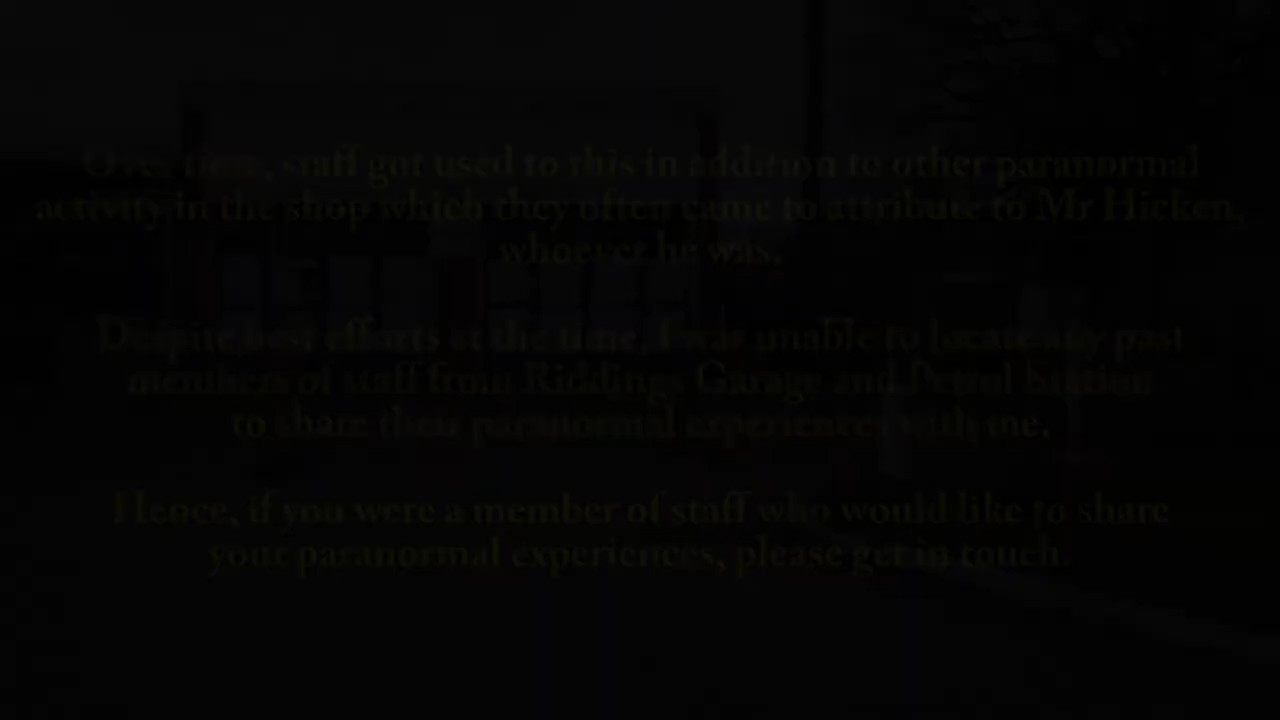 Over time, staff got used to this in addition to other paranormal
activity in the shop which they often came to attribute to Mr Hicken,
whoever he was.
Despite best efforts at the time, I was unable to locate any past
members of staff from Riddings Garage and Petrol Station
to share their paranormal experiences with me.
Hence, if you were a member of staff who would like to share
your paranormal experiences, please get in touch.